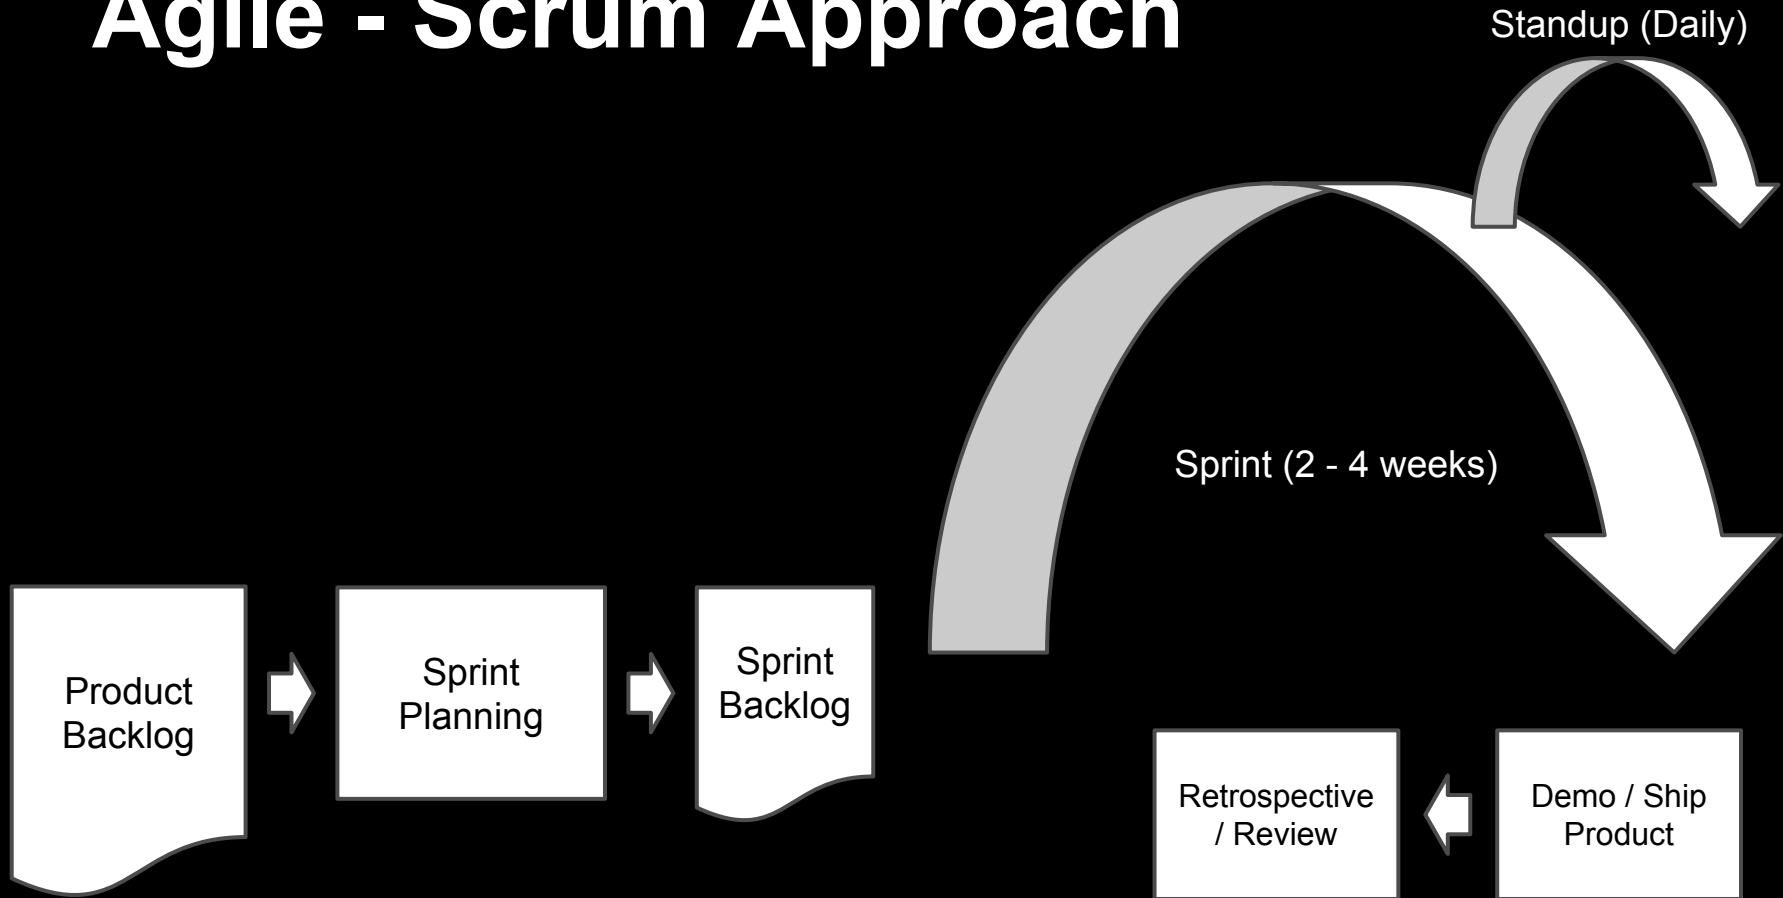 Agile - Scrum Approach
Standup (Daily)
Sprint (2 - 4 weeks)
Product
Backlog
Sprint
Planning
Sprint
Backlog
Retrospective
/ Review
Demo / Ship
Product